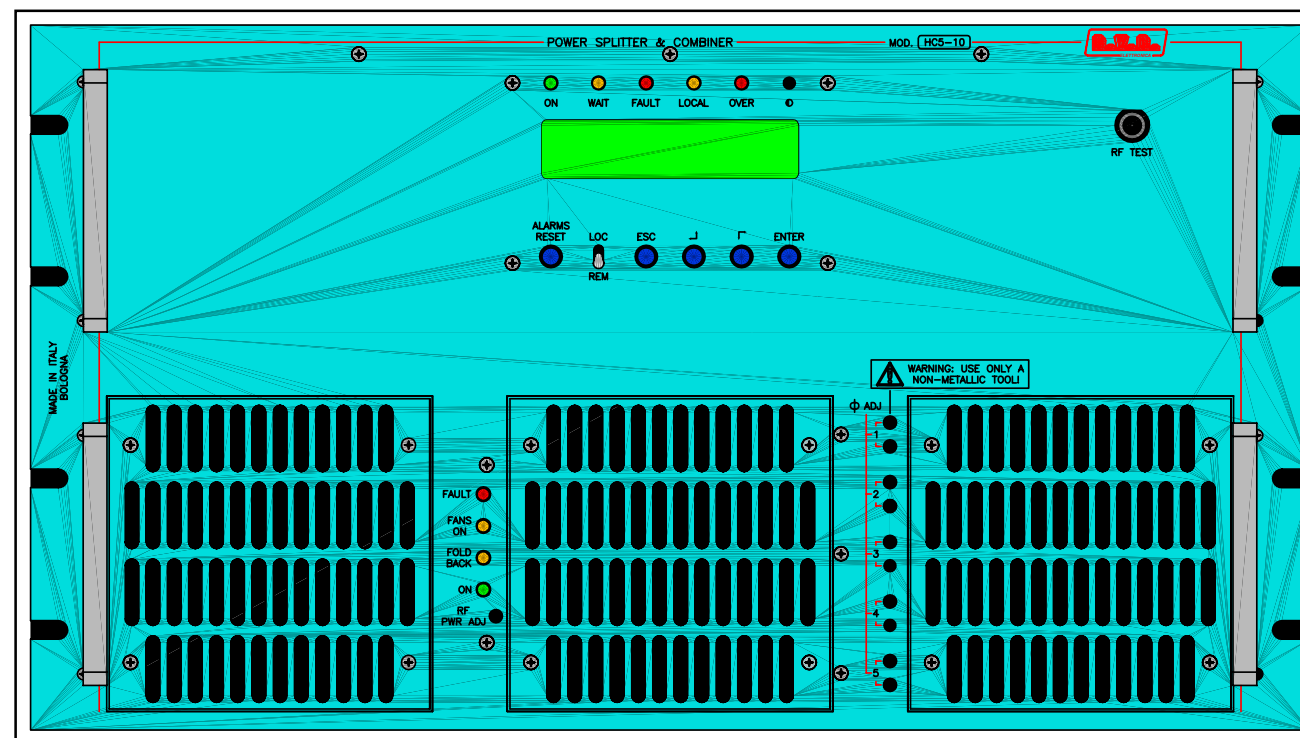 POWER SPLITTER & COMBINER
MOD. HC5-10
R.V.R.
ELETTRONICA
ON WAIT FAULT LOCAL OVER
RF TEST
ALARMS
RESET
LOC
REM
ESC
ENTER
MADE IN ITALY
BOLOGNA
WARNING: USE ONLY A
NON-METALLIC TOOL!
Φ ADJ
1
2
3
4
5
FAULT
FANS
ON
FOLD
BACK
ON
RF
PWR ADJ